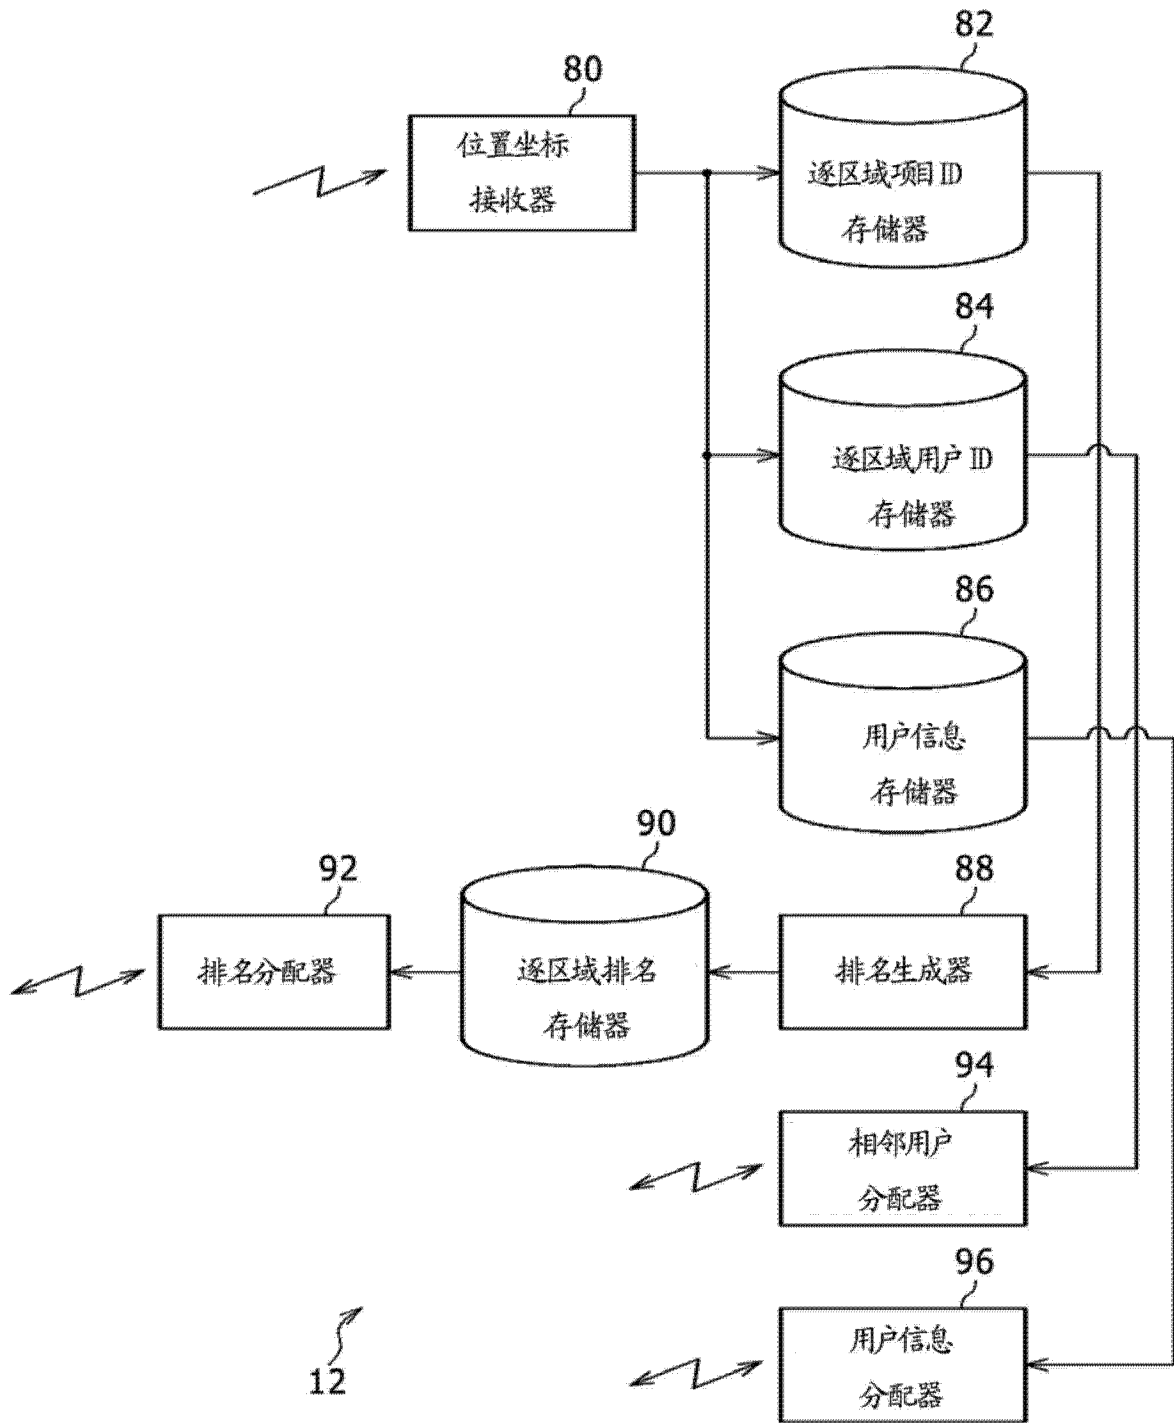 82
80
位置坐标
接收器
逐区域项目ID
存储器
84
逐区域用户ID
存储器
86
用户信息
存储器
90
92
88
排名分配器
逐区域排名
存储器
排名生成器
94
相邻用户
分配器
96
用户信息
分配器
12